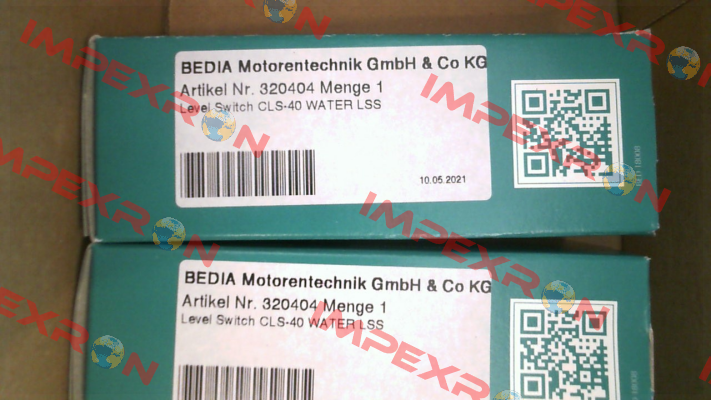 BEDIA Motorentechnik GmbH & Co KG
Artikel Nr. 320404 Menge 1
Level Switch CLS-40 WATER LSS
10.05.2021
BEDIA Motorentechnik GmbH & Co KG
Artikel Nr. 320404 Menge 1
Level Switch CLS-40 WATER LSS
IMPEXRON
IMPEXRON
IMPEXRON
IMPEXRON
IMPEXRON
IMPEXRON